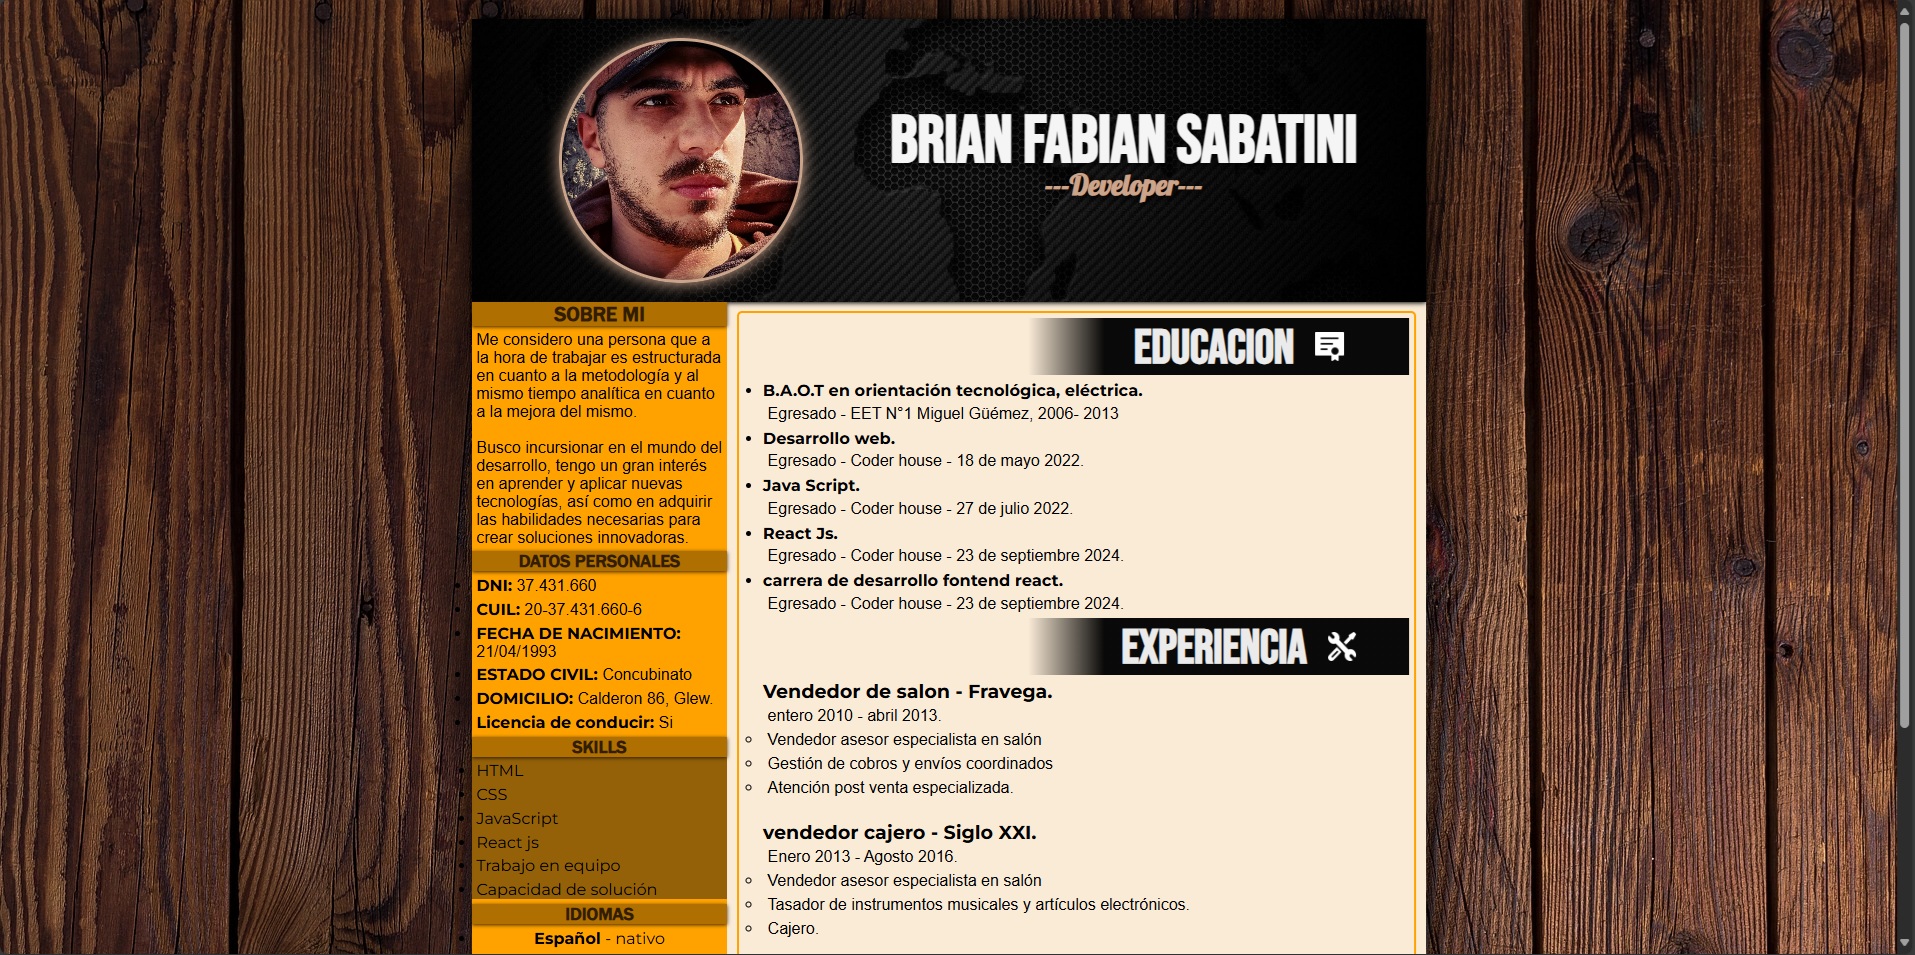 BRIAN FABIAN SABATINI
---Developer---
SOBRE MI
Me considero una persona que a
la hora de trabajar es estructurada
en cuanto a la metodología y al
mismo tiempo analítica en cuanto
a la mejora del mismo.
Busco incursionar en el mundo del
desarrollo, tengo un gran interés
en aprender y aplicar nuevas
tecnologías, así como en adquirir
las habilidades necesarias para
crear soluciones innovadoras.
DATOS PERSONALES
DNI: 37.431.660
CUIL: 20-37.431.660-6
FECHA DE NACIMIENTO:
21/04/1993
ESTADO CIVIL: Concubinato
DOMICILIO: Calderon 86, Glew.
Licencia de conducir: Si
SKILLS
HTML
CSS
JavaScript
React js
Trabajo en equipo
Capacidad de solución
IDIOMAS
Español - nativo
EDUCACION
B.A.O.T en orientación tecnológica, eléctrica.
Egresado - EET N°1 Miguel Güémez, 2006- 2013
Desarrollo web.
Egresado - Coder house - 18 de mayo 2022.
Java Script.
Egresado - Coder house - 27 de julio 2022.
React Js.
Egresado - Coder house - 23 de septiembre 2024.
carrera de desarrollo fontend react.
Egresado - Coder house - 23 de septiembre 2024.
EXPERIENCIA
Vendedor de salon - Fravega.
entero 2010 - abril 2013.
Vendedor asesor especialista en salón
Gestión de cobros y envíos coordinados
Atención post venta especializada.
vendedor cajero - Siglo XXI.
Enero 2013 - Agosto 2016.
Vendedor asesor especialista en salón
Tasador de instrumentos musicales y artículos electrónicos.
Cajero.